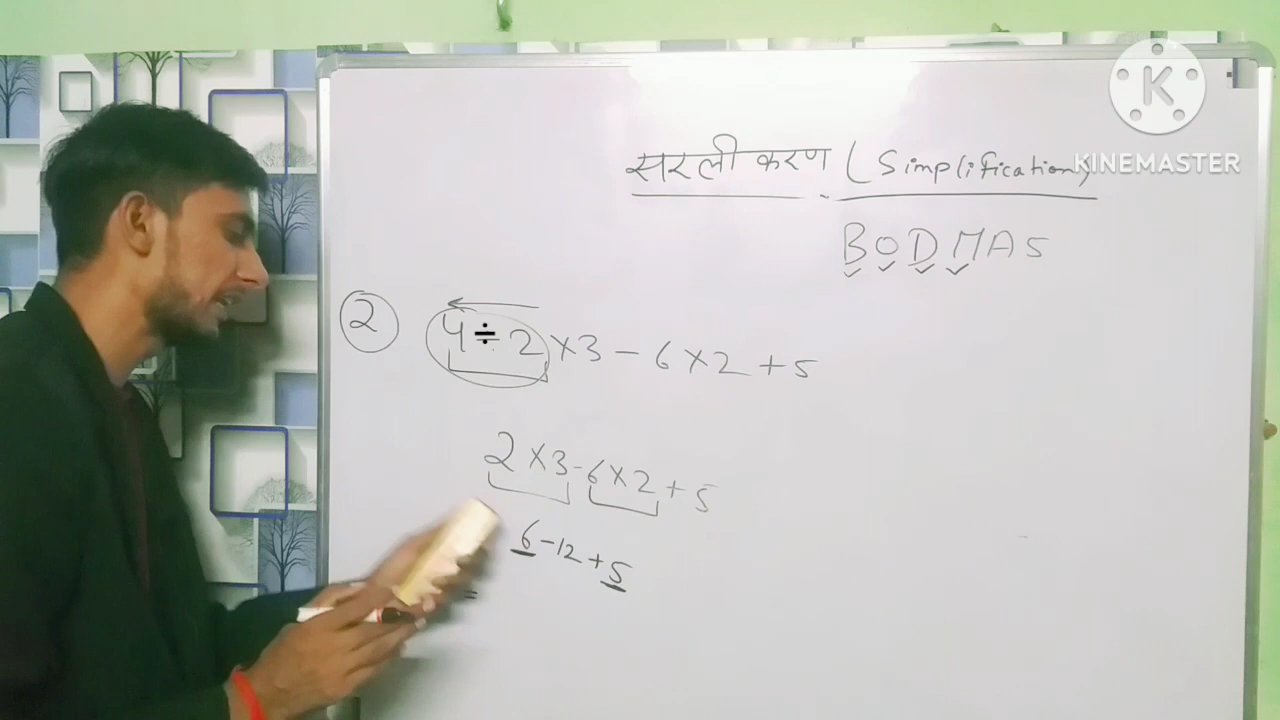 K
KINEMASTER
सरलीकरण (Simplification)
BODMAS
2 4 ÷ 2 × 3 - 6 × 2 + 5
2 × 3 - 6 × 2 + 5
6 - 12 + 5
=